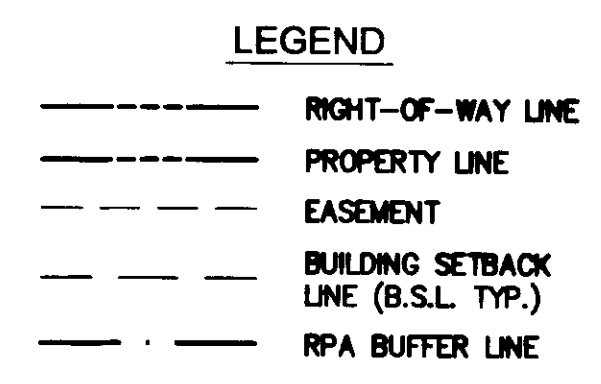 LEGEND
RIGHT-OF-WAY LINE
PROPERTY LINE
EASEMENT
BUILDING SETBACK
LINE (B.S.L. TYP.)
RPA BUFFER LINE